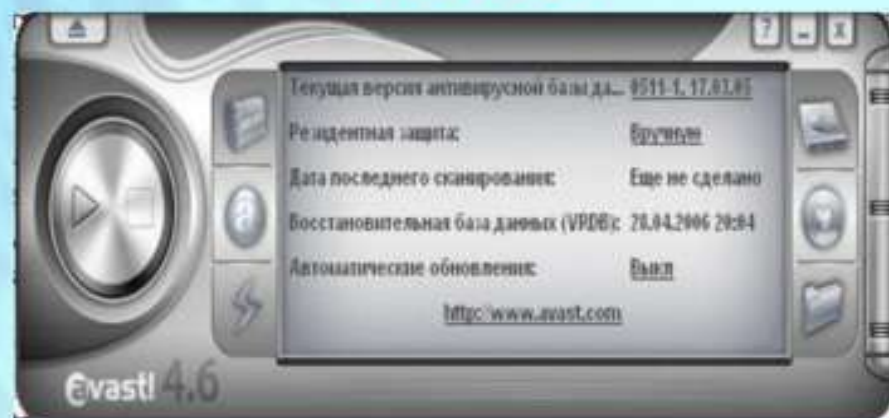 ? _ x
Текущая версия антивирусной базы да... 0511-1, 17.03.05
Резидентная защита: Вручную
Дата последнего сканирования: Еще не сделано
Восстановительная база данных (VRDB): 28.04.2006 20:04
Автоматические обновления: Выкл
http://www.avast.com
avast! 4.6